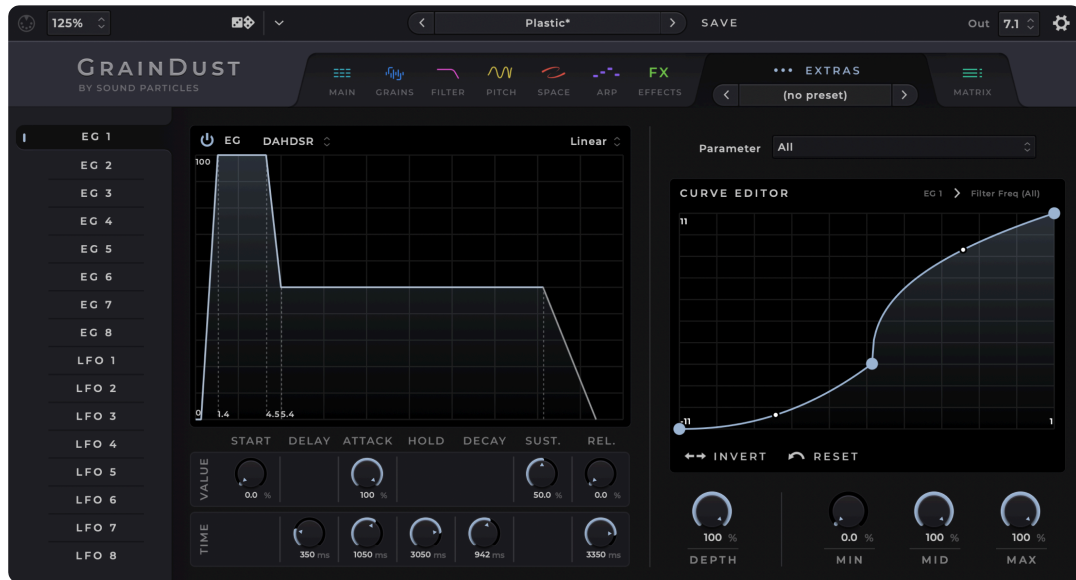 125%
Plastic*
SAVE
Out 7.1
GRAINDUST
BY SOUND PARTICLES
MAIN GRAINS FILTER PITCH SPACE ARP FX EFFECTS
EXTRAS
(no preset)
MATRIX
EG 1
EG 2
EG 3
EG 4
EG 5
EG 6
EG 7
EG 8
LFO 1
LFO 2
LFO 3
LFO 4
LFO 5
LFO 6
LFO 7
LFO 8
EG DAHDSR Linear
100
0 1.4 4.5 5.4
START DELAY ATTACK HOLD DECAY SUST. REL.
VALUE
0.0 % 100 % 50.0 % 0.0 %
TIME
350 ms 1050 ms 3050 ms 942 ms 3350 ms
Parameter All
CURVE EDITOR EG 1 > Filter Freq (All)
11
-11 1
INVERT RESET
100 % 0.0 % 100 % 100 %
DEPTH MIN MID MAX